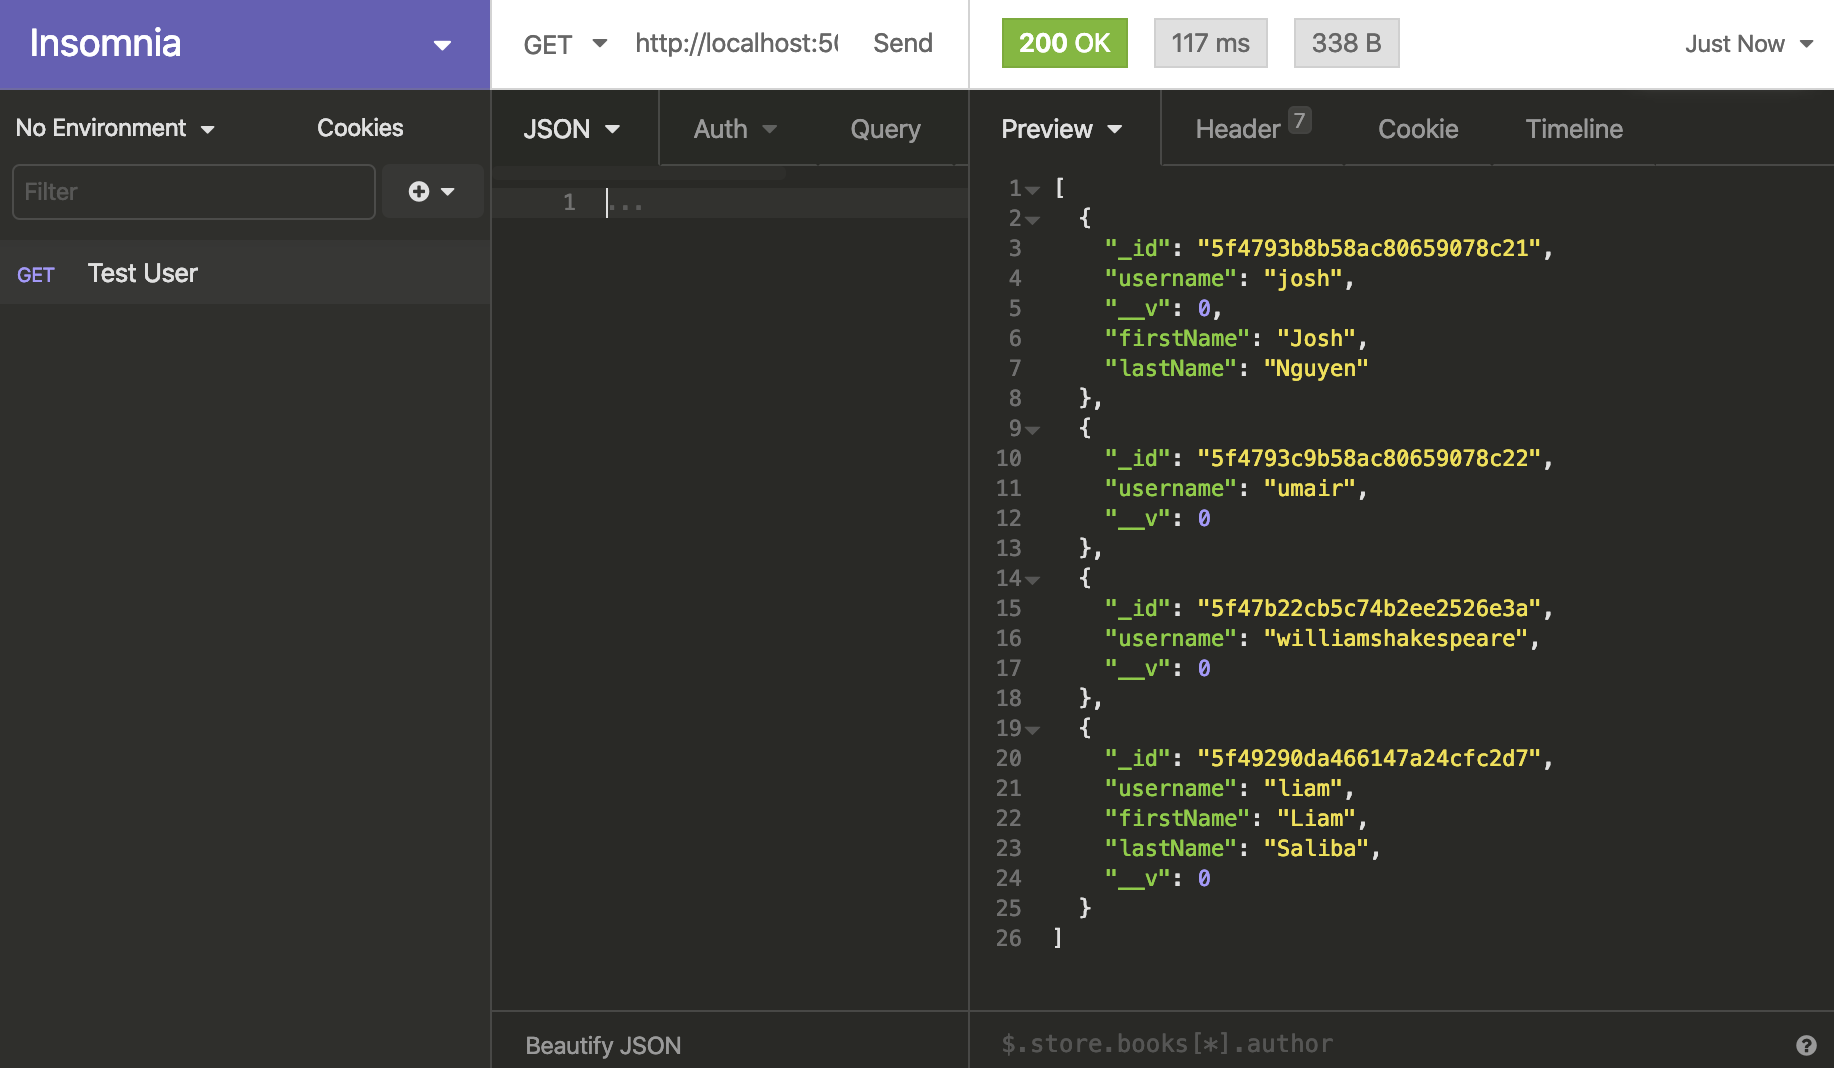 Insomnia
GET http://localhost:50 Send
200 OK 117 ms 338 B Just Now
No Environment Cookies
Filter
GET Test User
JSON Auth Query
1 ...
Beautify JSON
Preview Header 7 Cookie Timeline
1 [
2 {
3 "_id": "5f4793b8b58ac80659078c21",
4 "username": "josh",
5 "__v": 0,
6 "firstName": "Josh",
7 "lastName": "Nguyen"
8 },
9 {
10 "_id": "5f4793c9b58ac80659078c22",
11 "username": "umair",
12 "__v": 0
13 },
14 {
15 "_id": "5f47b22cb5c74b2ee2526e3a",
16 "username": "williamshakespeare",
17 "__v": 0
18 },
19 {
20 "_id": "5f49290da466147a24cfc2d7",
21 "username": "liam",
22 "firstName": "Liam",
23 "lastName": "Saliba",
24 "__v": 0
25 }
26 ]
$.store.books[*].author
?